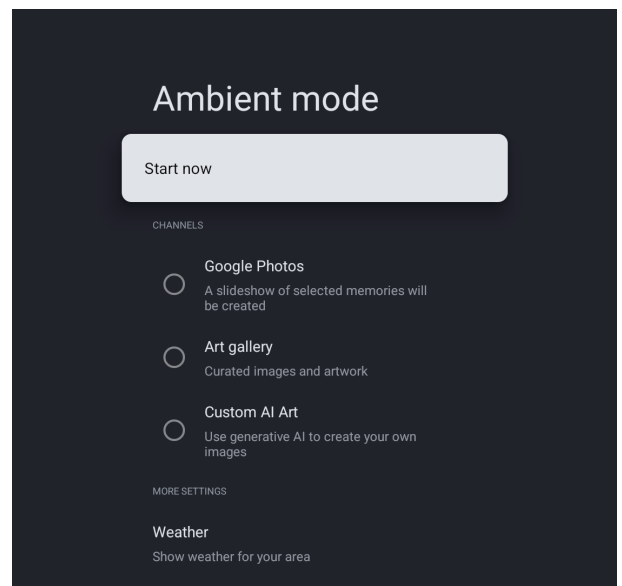 Ambient mode
Start now
CHANNELS
Google Photos
A slideshow of selected memories will
be created
Art gallery
Curated images and artwork
Custom AI Art
Use generative AI to create your own
images
MORE SETTINGS
Weather
Show weather for your area